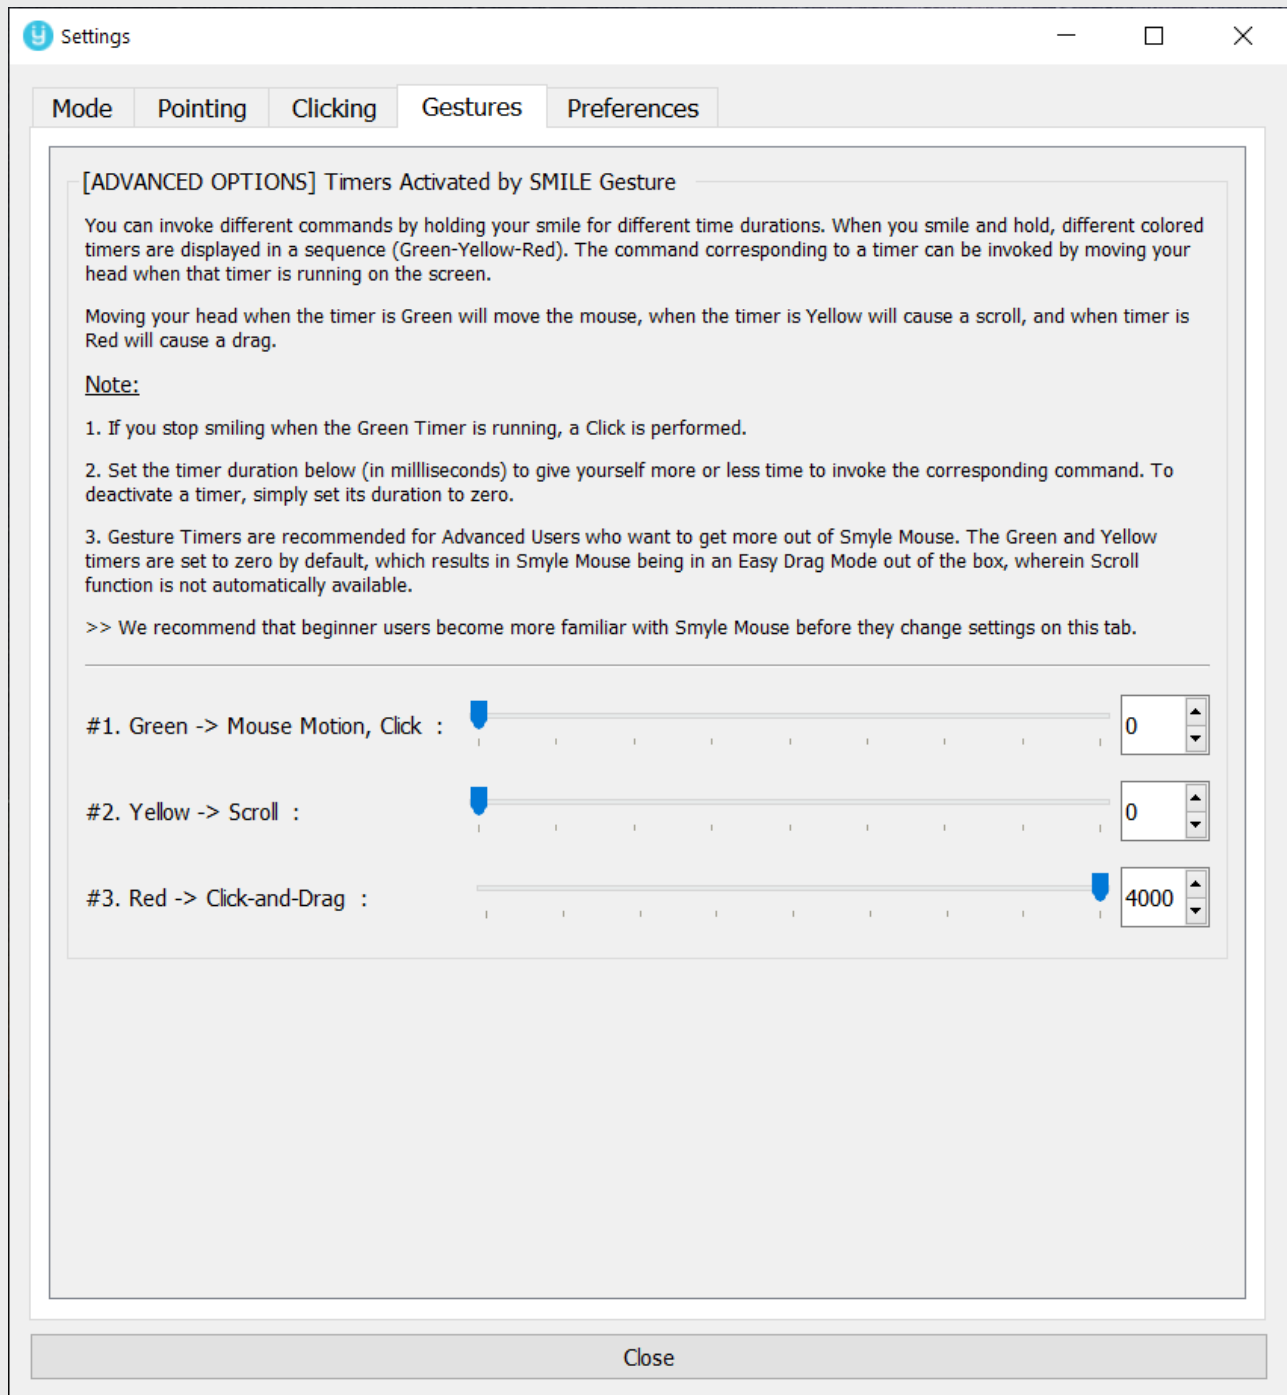 Settings
Mode Pointing Clicking Gestures Preferences
[ADVANCED OPTIONS] Timers Activated by SMILE Gesture
You can invoke different commands by holding your smile for different time durations. When you smile and hold, different colored
timers are displayed in a sequence (Green-Yellow-Red). The command corresponding to a timer can be invoked by moving your
head when that timer is running on the screen.
Moving your head when the timer is Green will move the mouse, when the timer is Yellow will cause a scroll, and when timer is
Red will cause a drag.
Note:
1. If you stop smiling when the Green Timer is running, a Click is performed.
2. Set the timer duration below (in millliseconds) to give yourself more or less time to invoke the corresponding command. To
deactivate a timer, simply set its duration to zero.
3. Gesture Timers are recommended for Advanced Users who want to get more out of Smyle Mouse. The Green and Yellow
timers are set to zero by default, which results in Smyle Mouse being in an Easy Drag Mode out of the box, wherein Scroll
function is not automatically available.
>> We recommend that beginner users become more familiar with Smyle Mouse before they change settings on this tab.
#1. Green -> Mouse Motion, Click : 0
#2. Yellow -> Scroll : 0
#3. Red -> Click-and-Drag : 4000
Close